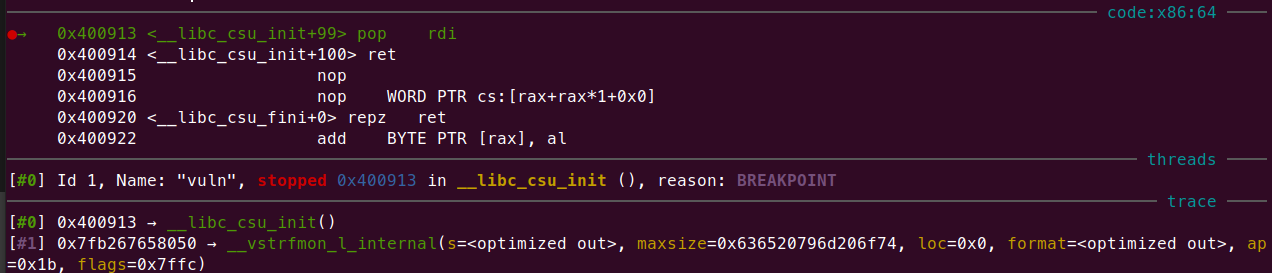 code:x86:64
●→ 0x400913 <__libc_csu_init+99> pop rdi
0x400914 <__libc_csu_init+100> ret
0x400915 nop
0x400916 nop WORD PTR cs:[rax+rax*1+0x0]
0x400920 <__libc_csu_fini+0> repz ret
0x400922 add BYTE PTR [rax], al
threads
[#0] Id 1, Name: "vuln", stopped 0x400913 in __libc_csu_init (), reason: BREAKPOINT
trace
[#0] 0x400913 → __libc_csu_init()
[#1] 0x7fb267658050 → __vstrfmon_l_internal(s=<optimized out>, maxsize=0x636520796d206f74, loc=0x0, format=<optimized out>, ap
=0x1b, flags=0x7ffc)